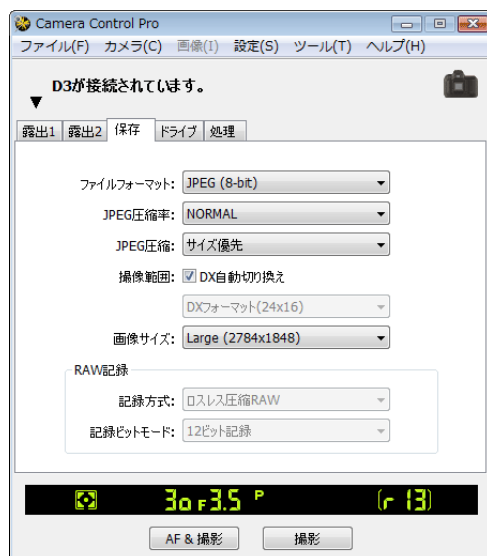 Camera Control Pro
ファイル(F) カメラ(C) 画像(I) 設定(S) ツール(T) ヘルプ(H)
D3が接続されています。
露出1 露出2 保存 ドライブ 処理
ファイルフォーマット: JPEG (8-bit)
JPEG圧縮率: NORMAL
JPEG圧縮: サイズ優先
撮像範囲: DX自動切り換え
DXフォーマット(24x16)
画像サイズ: Large (2784x1848)
RAW記録
記録方式: ロスレス圧縮RAW
記録ビットモード: 12ビット記録
30 F3.5 P (r 13)
AF & 撮影 撮影